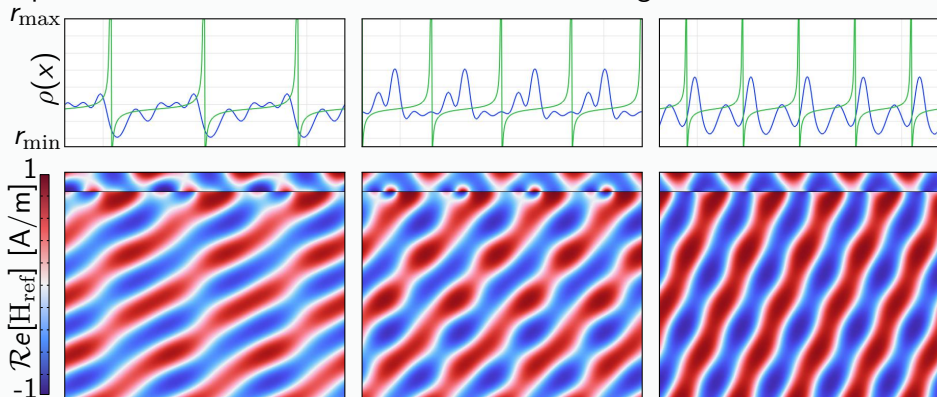 r_max
ρ(x)
r_min
1
ℛe[H_ref] [A/m]
-1